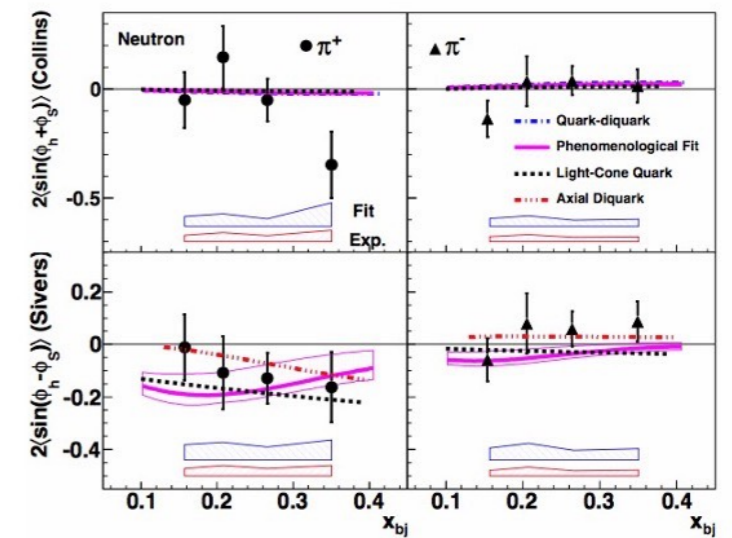 2⟨sin(ϕh+ϕS)⟩ (Collins)
Neutron
π+
π-
0
-0.5
Quark-diquark
Phenomenological Fit
Light-Cone Quark
Axial Diquark
Fit
Exp.
2⟨sin(ϕh-ϕS)⟩ (Sivers)
0.2
0
-0.2
-0.4
0.1 0.2 0.3 0.4 0.1 0.2 0.3 0.4
xbj xbj